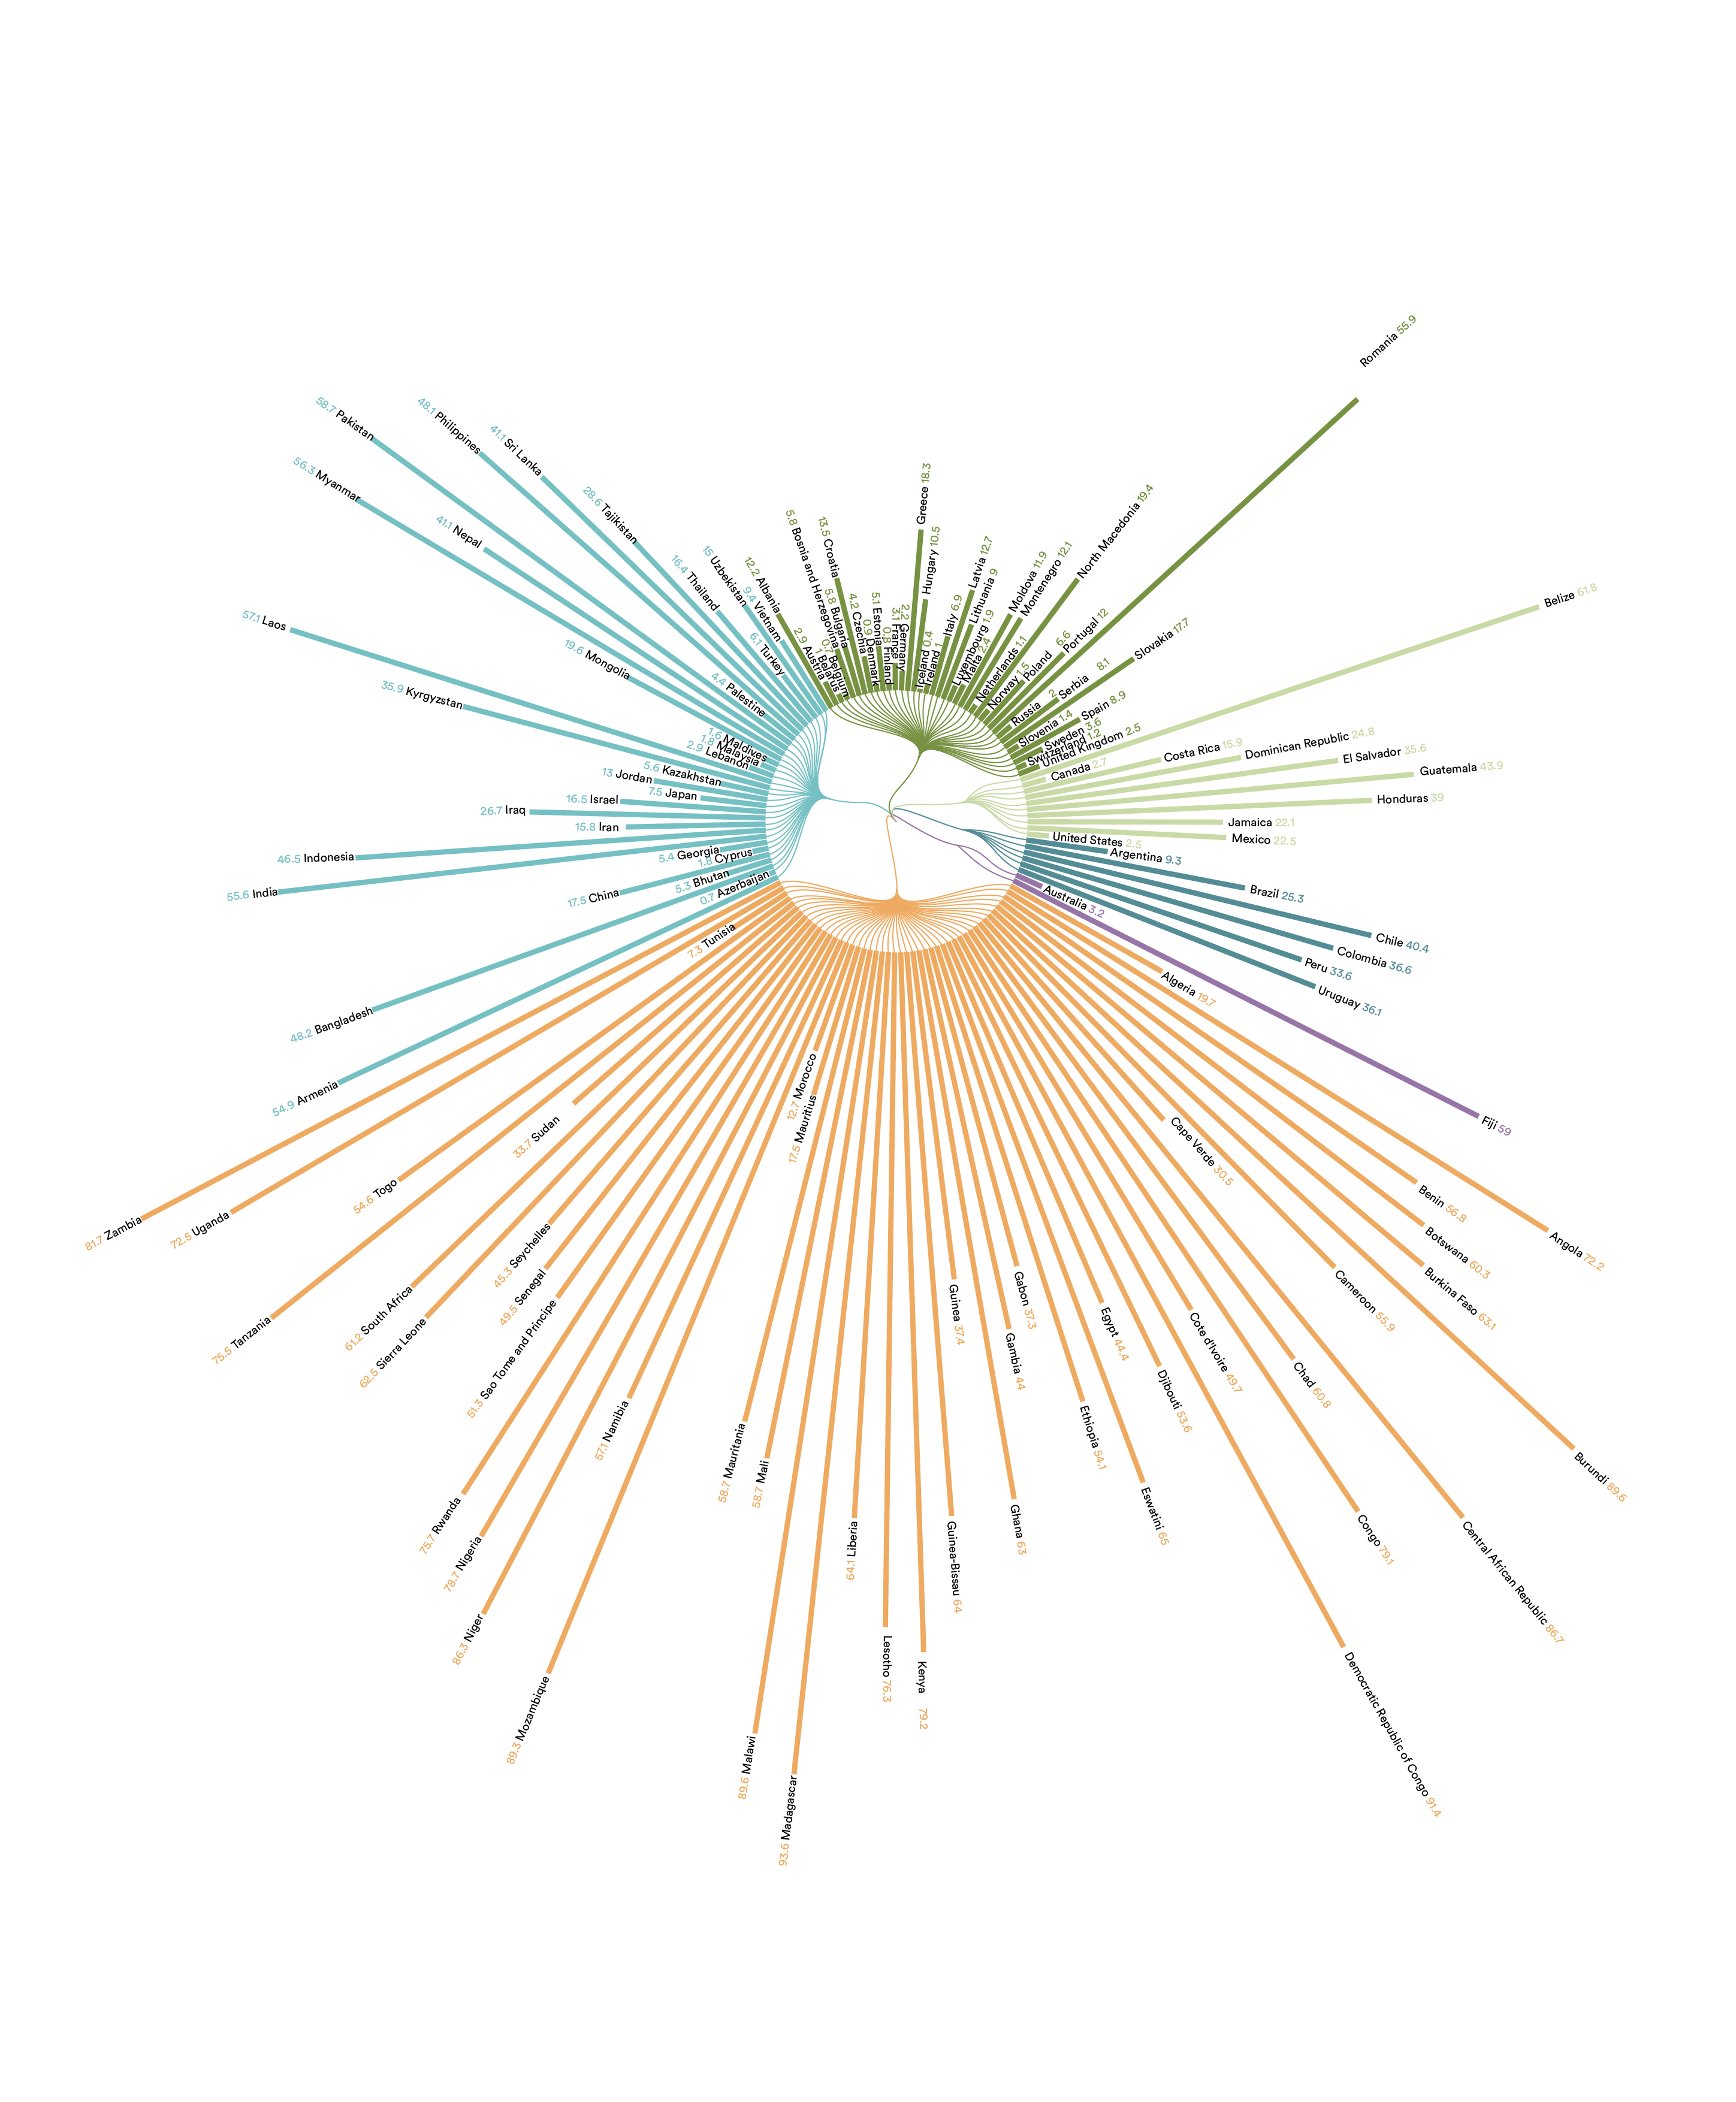 Romania 55.9
Belize 61.8
Canada 2.7
Costa Rica 15.9
Dominican Republic 24.8
El Salvador 35.6
Guatemala 43.9
Honduras 39
Jamaica 22.1
Mexico 22.5
United States 2.5
Argentina 9.3
Brazil 25.3
Chile 40.4
Colombia 36.6
Peru 33.6
Uruguay 36.1
Australia 3.2
Fiji 59
Algeria 19.7
Angola 72.2
Benin 56.8
Botswana 60.3
Burkina Faso 63.1
Burundi 89.6
Cameroon 55.9
Cape Verde 30.5
Central African Republic 86.7
Chad 60.8
Congo 79.1
Cote d'Ivoire 49.7
Democratic Republic of Congo 91.4
Djibouti 53.6
Egypt 44.4
Eswatini 65
Ethiopia 54.1
Gabon 37.3
Gambia 44
Ghana 63
Guinea 37.4
Guinea-Bissau 64
Kenya 79.2
Lesotho 76.3
64.1 Liberia
93.6 Madagascar
89.6 Malawi
58.7 Mali
58.7 Mauritania
17.5 Mauritius
12.7 Morocco
89.3 Mozambique
57.1 Namibia
86.3 Niger
78.7 Nigeria
75.7 Rwanda
51.3 Sao Tome and Principe
49.5 Senegal
45.3 Seychelles
62.5 Sierra Leone
61.2 South Africa
33.7 Sudan
75.5 Tanzania
54.6 Togo
7.3 Tunisia
72.5 Uganda
81.7 Zambia
54.9 Armenia
0.7 Azerbaijan
48.2 Bangladesh
5.3 Bhutan
17.5 China
1.8 Cyprus
5.4 Georgia
55.6 India
46.5 Indonesia
15.8 Iran
26.7 Iraq
16.5 Israel
7.5 Japan
13 Jordan
5.6 Kazakhstan
35.9 Kyrgyzstan
57.1 Laos
2.9 Lebanon
1.8 Malaysia
1.6 Maldives
19.6 Mongolia
56.3 Myanmar
41.1 Nepal
58.7 Pakistan
4.4 Palestine
48.1 Philippines
41.1 Sri Lanka
28.6 Tajikistan
16.4 Thailand
6.1 Turkey
15 Uzbekistan
9.4 Vietnam
12.2 Albania
2.9 Austria
1 Belarus
0.7 Belgium
5.8 Bosnia and Herzegovina
5.8 Bulgaria
13.5 Croatia
4.2 Czechia
0.9 Denmark
5.1 Estonia
0.8 Finland
3.1 France
2.2 Germany
Greece 18.3
Hungary 10.5
Iceland 0.4
Ireland 1
Italy 6.9
Latvia 12.7
Lithuania 9
Luxembourg 1.9
Malta 2.4
Moldova 11.9
Montenegro 12.1
Netherlands 1.1
North Macedonia 19.4
Norway 1.5
Poland 6.6
Portugal 12
Russia 2
Serbia 8.1
Slovakia 17.7
Slovenia 1.4
Spain 8.9
Sweden 3.6
Switzerland 1.2
United Kingdom 2.5